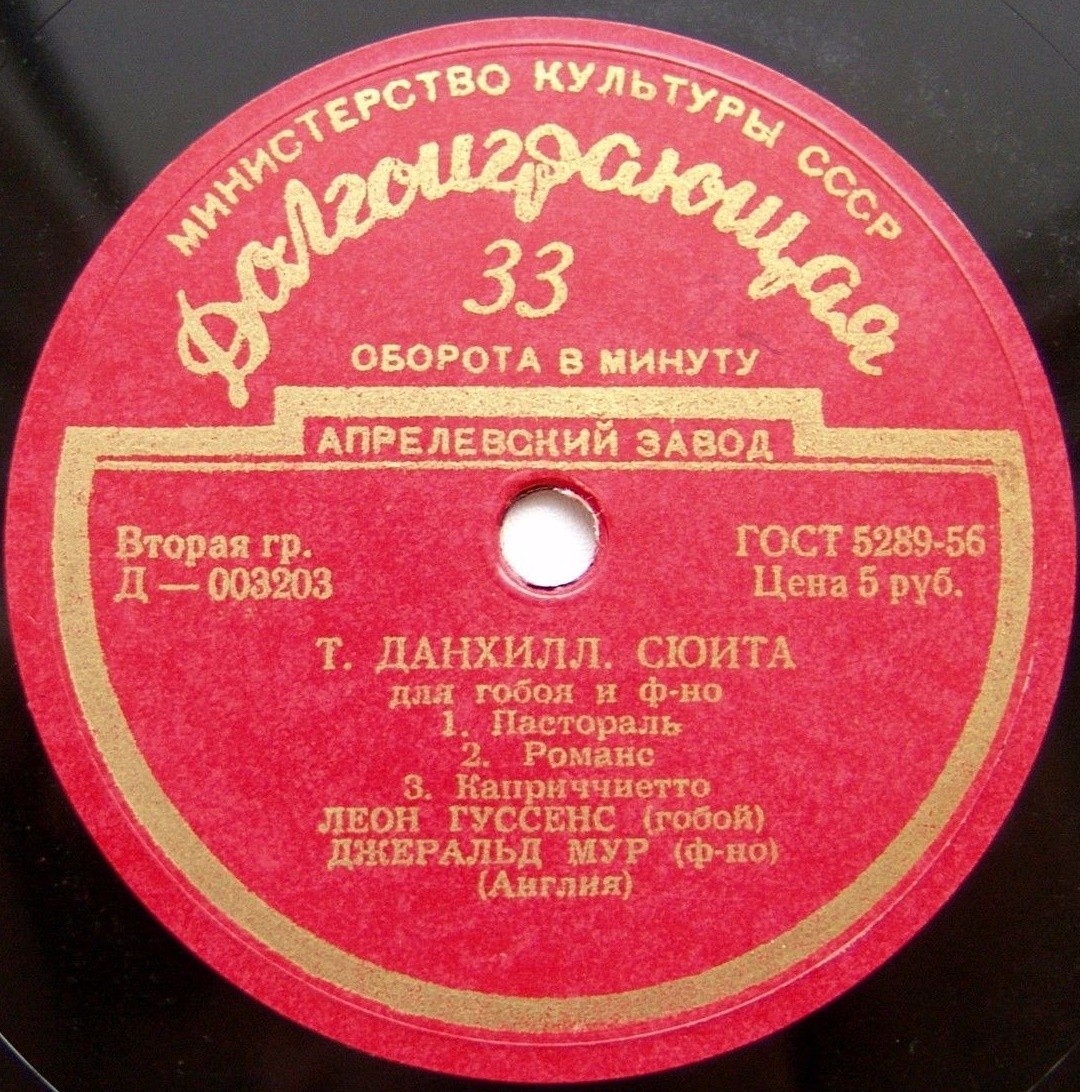 МИНИСТЕРСТВО КУЛЬТУРЫ СССР
Долгоиграющая
33
ОБОРОТА В МИНУТУ
АПРЕЛЕВСКИЙ ЗАВОД
Вторая гр.
Д — 003203
ГОСТ 5289-56
Цена 5 руб.
Т. ДАНХИЛЛ. СЮИТА
для гобоя и ф-но
1. Пастораль
2. Романс
3. Каприччиетто
ЛЕОН ГУССЕНС (гобой)
ДЖЕРАЛЬД МУР (ф-но)
(Англия)